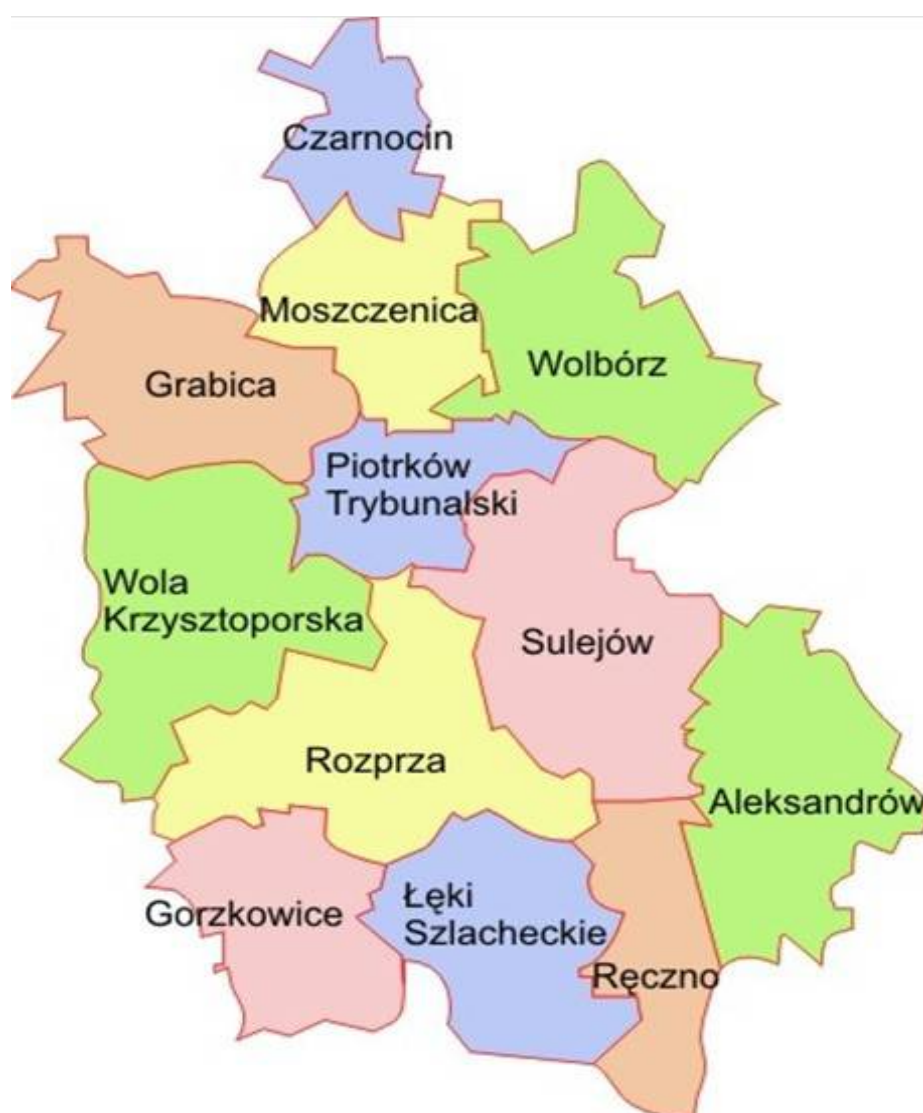 Czarnocin
Moszczenica
Wolbórz
Grabica
Piotrków
Trybunalski
Wola
Krzysztoporska
Sulejów
Rozprza
Aleksandrów
Łęki
Szlacheckie
Gorzkowice
Ręczno